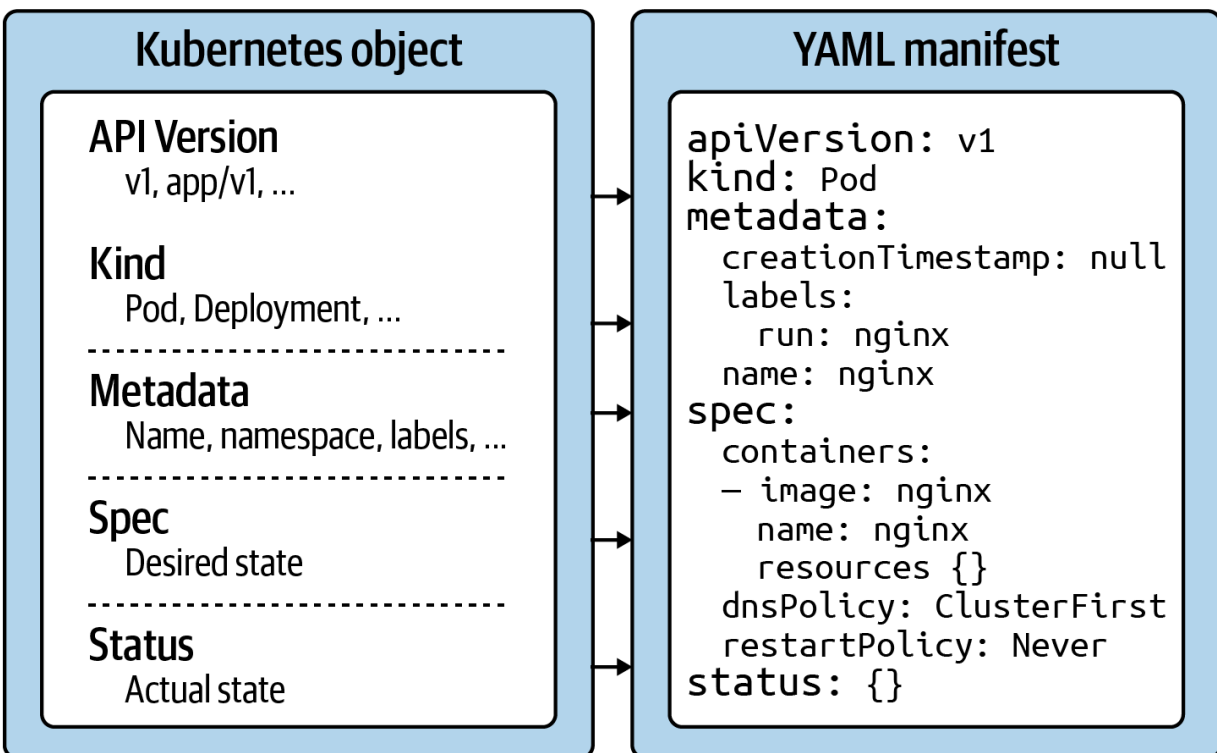 Kubernetes object
API Version
v1, app/v1, ...
Kind
Pod, Deployment, ...
Metadata
Name, namespace, labels, ...
Spec
Desired state
Status
Actual state
YAML manifest
apiVersion: v1
kind: Pod
metadata:
  creationTimestamp: null
  labels:
    run: nginx
  name: nginx
spec:
  containers:
  – image: nginx
    name: nginx
    resources {}
  dnsPolicy: ClusterFirst
  restartPolicy: Never
status: {}